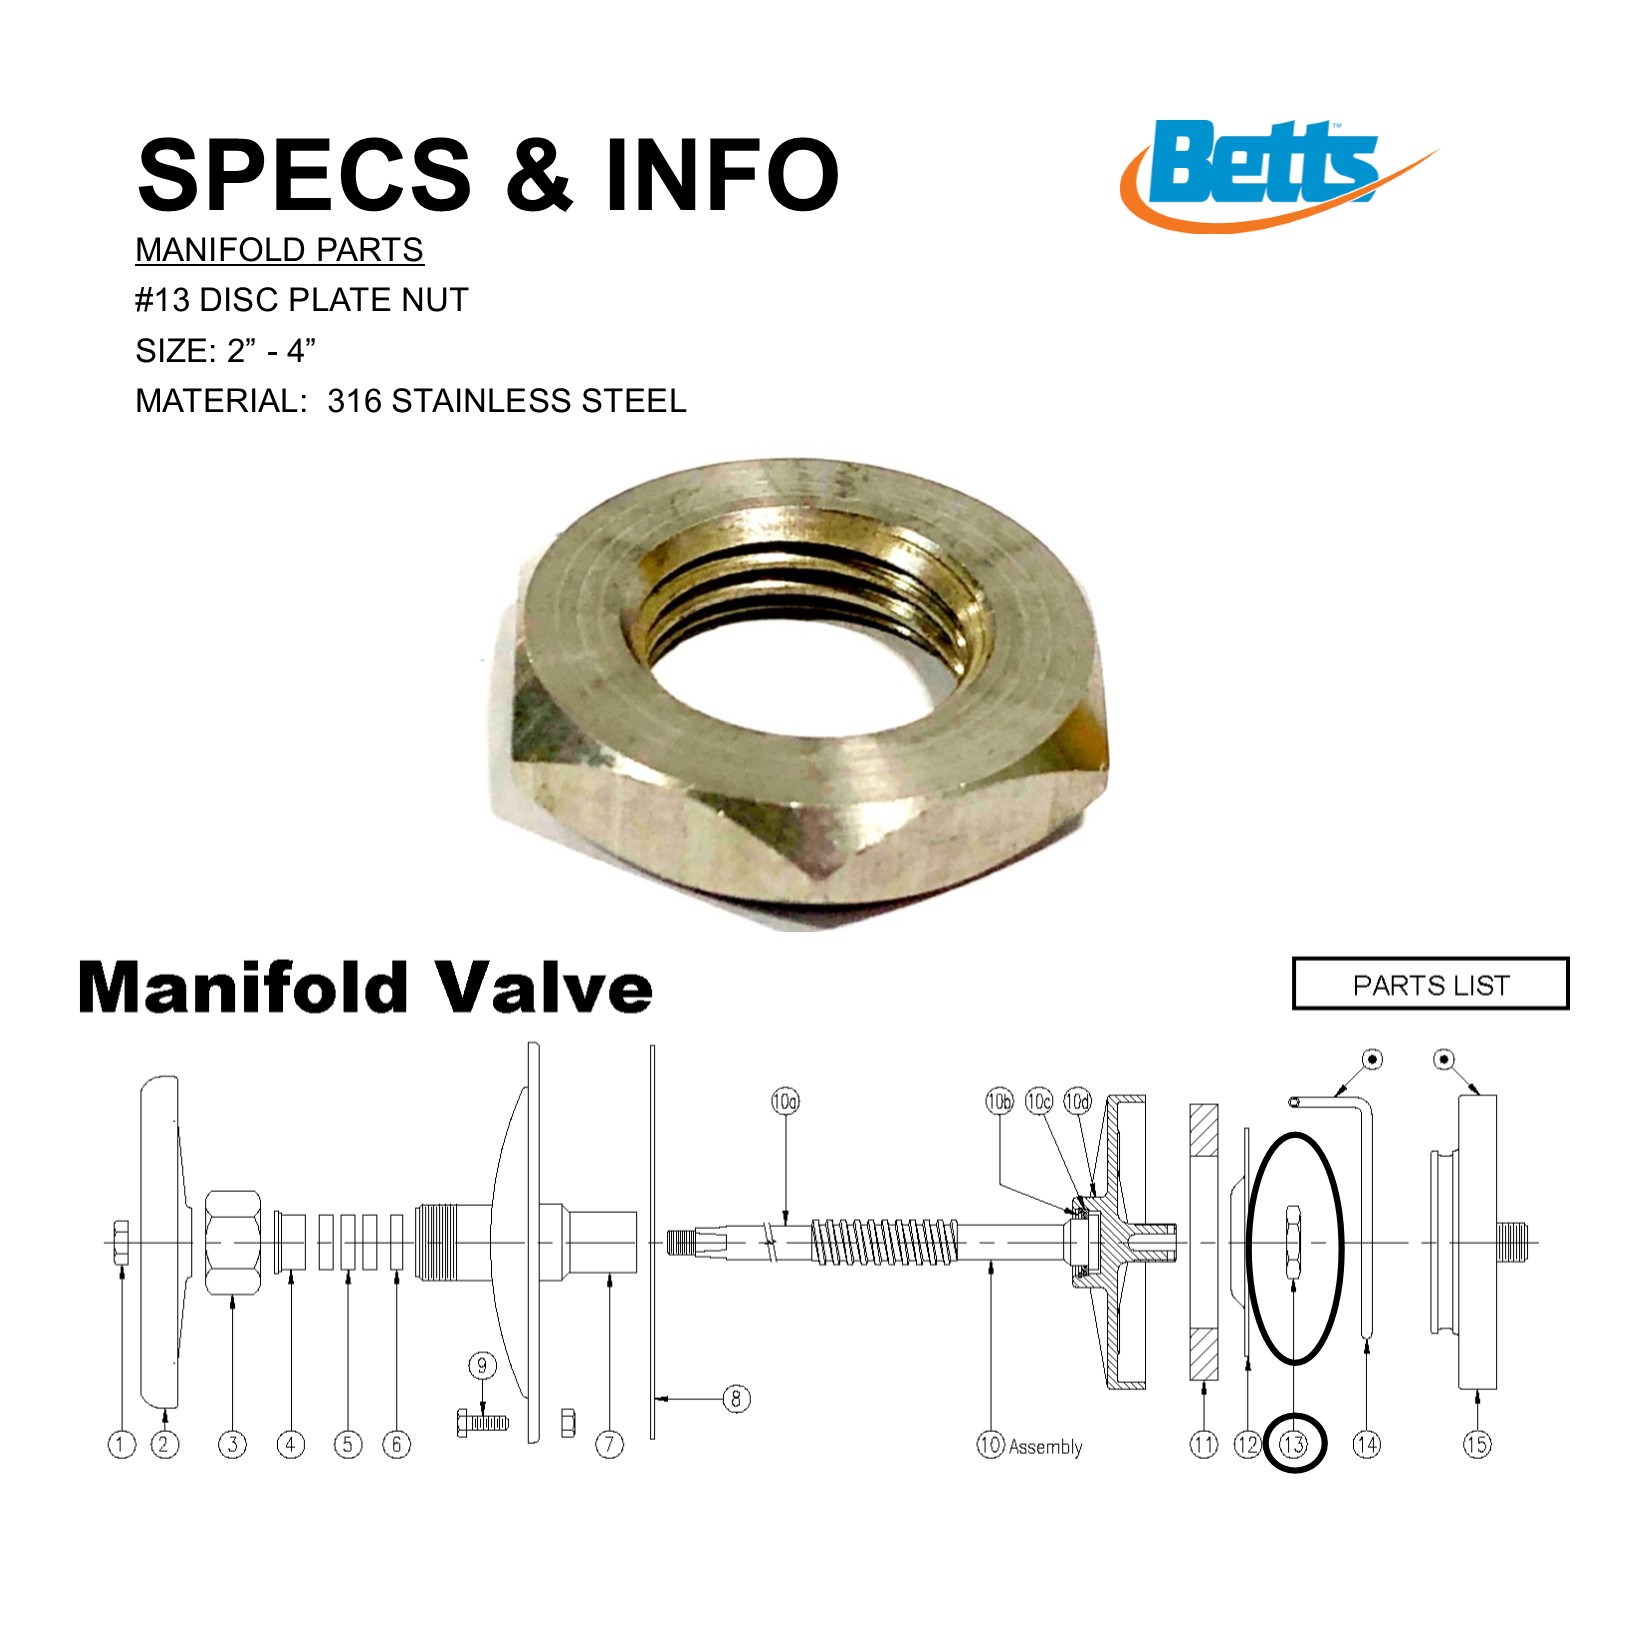 SPECS & INFO
Betts™
MANIFOLD PARTS
#13 DISC PLATE NUT
SIZE: 2” - 4”
MATERIAL:  316 STAINLESS STEEL
Manifold Valve
PARTS LIST
10a
10b
10c
10d
9
8
1
2
3
4
5
6
7
10 Assembly
11
12
13
14
15